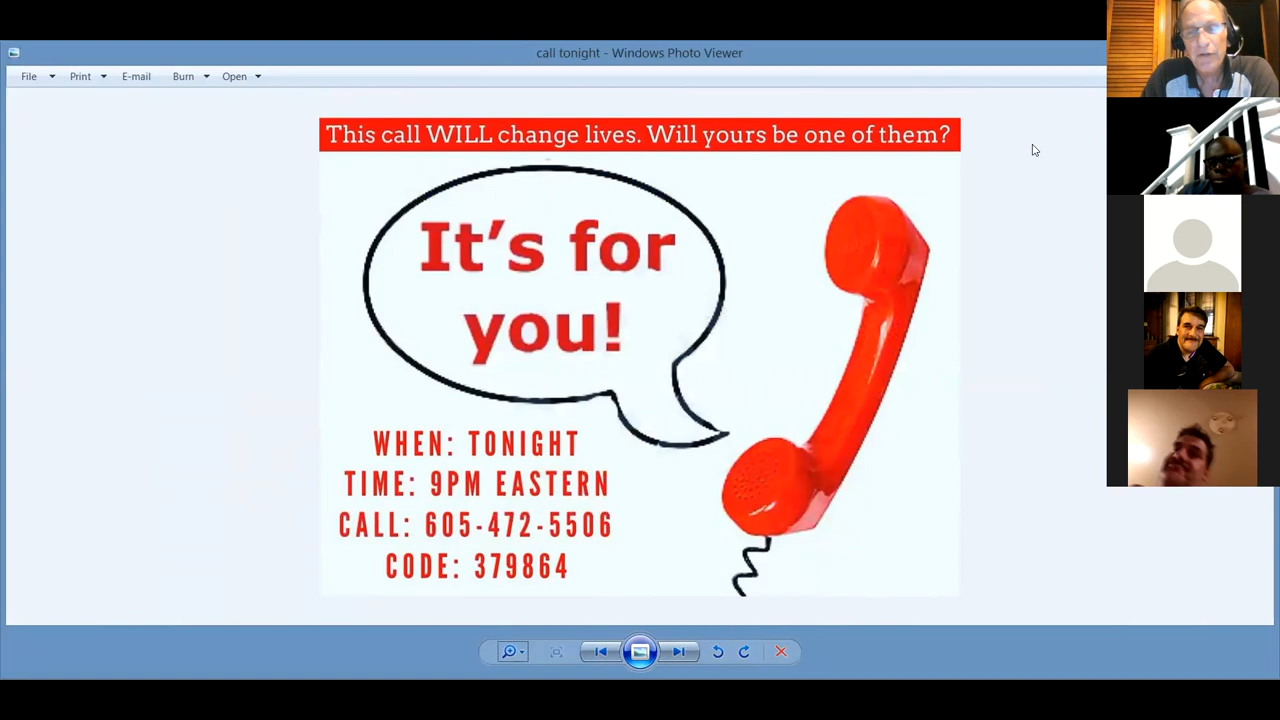 call tonight - Windows Photo Viewer
File Print E-mail Burn Open
This call WILL change lives. Will yours be one of them?
It's for
you!
WHEN: TONIGHT
TIME: 9PM EASTERN
CALL: 605-472-5506
CODE: 379864